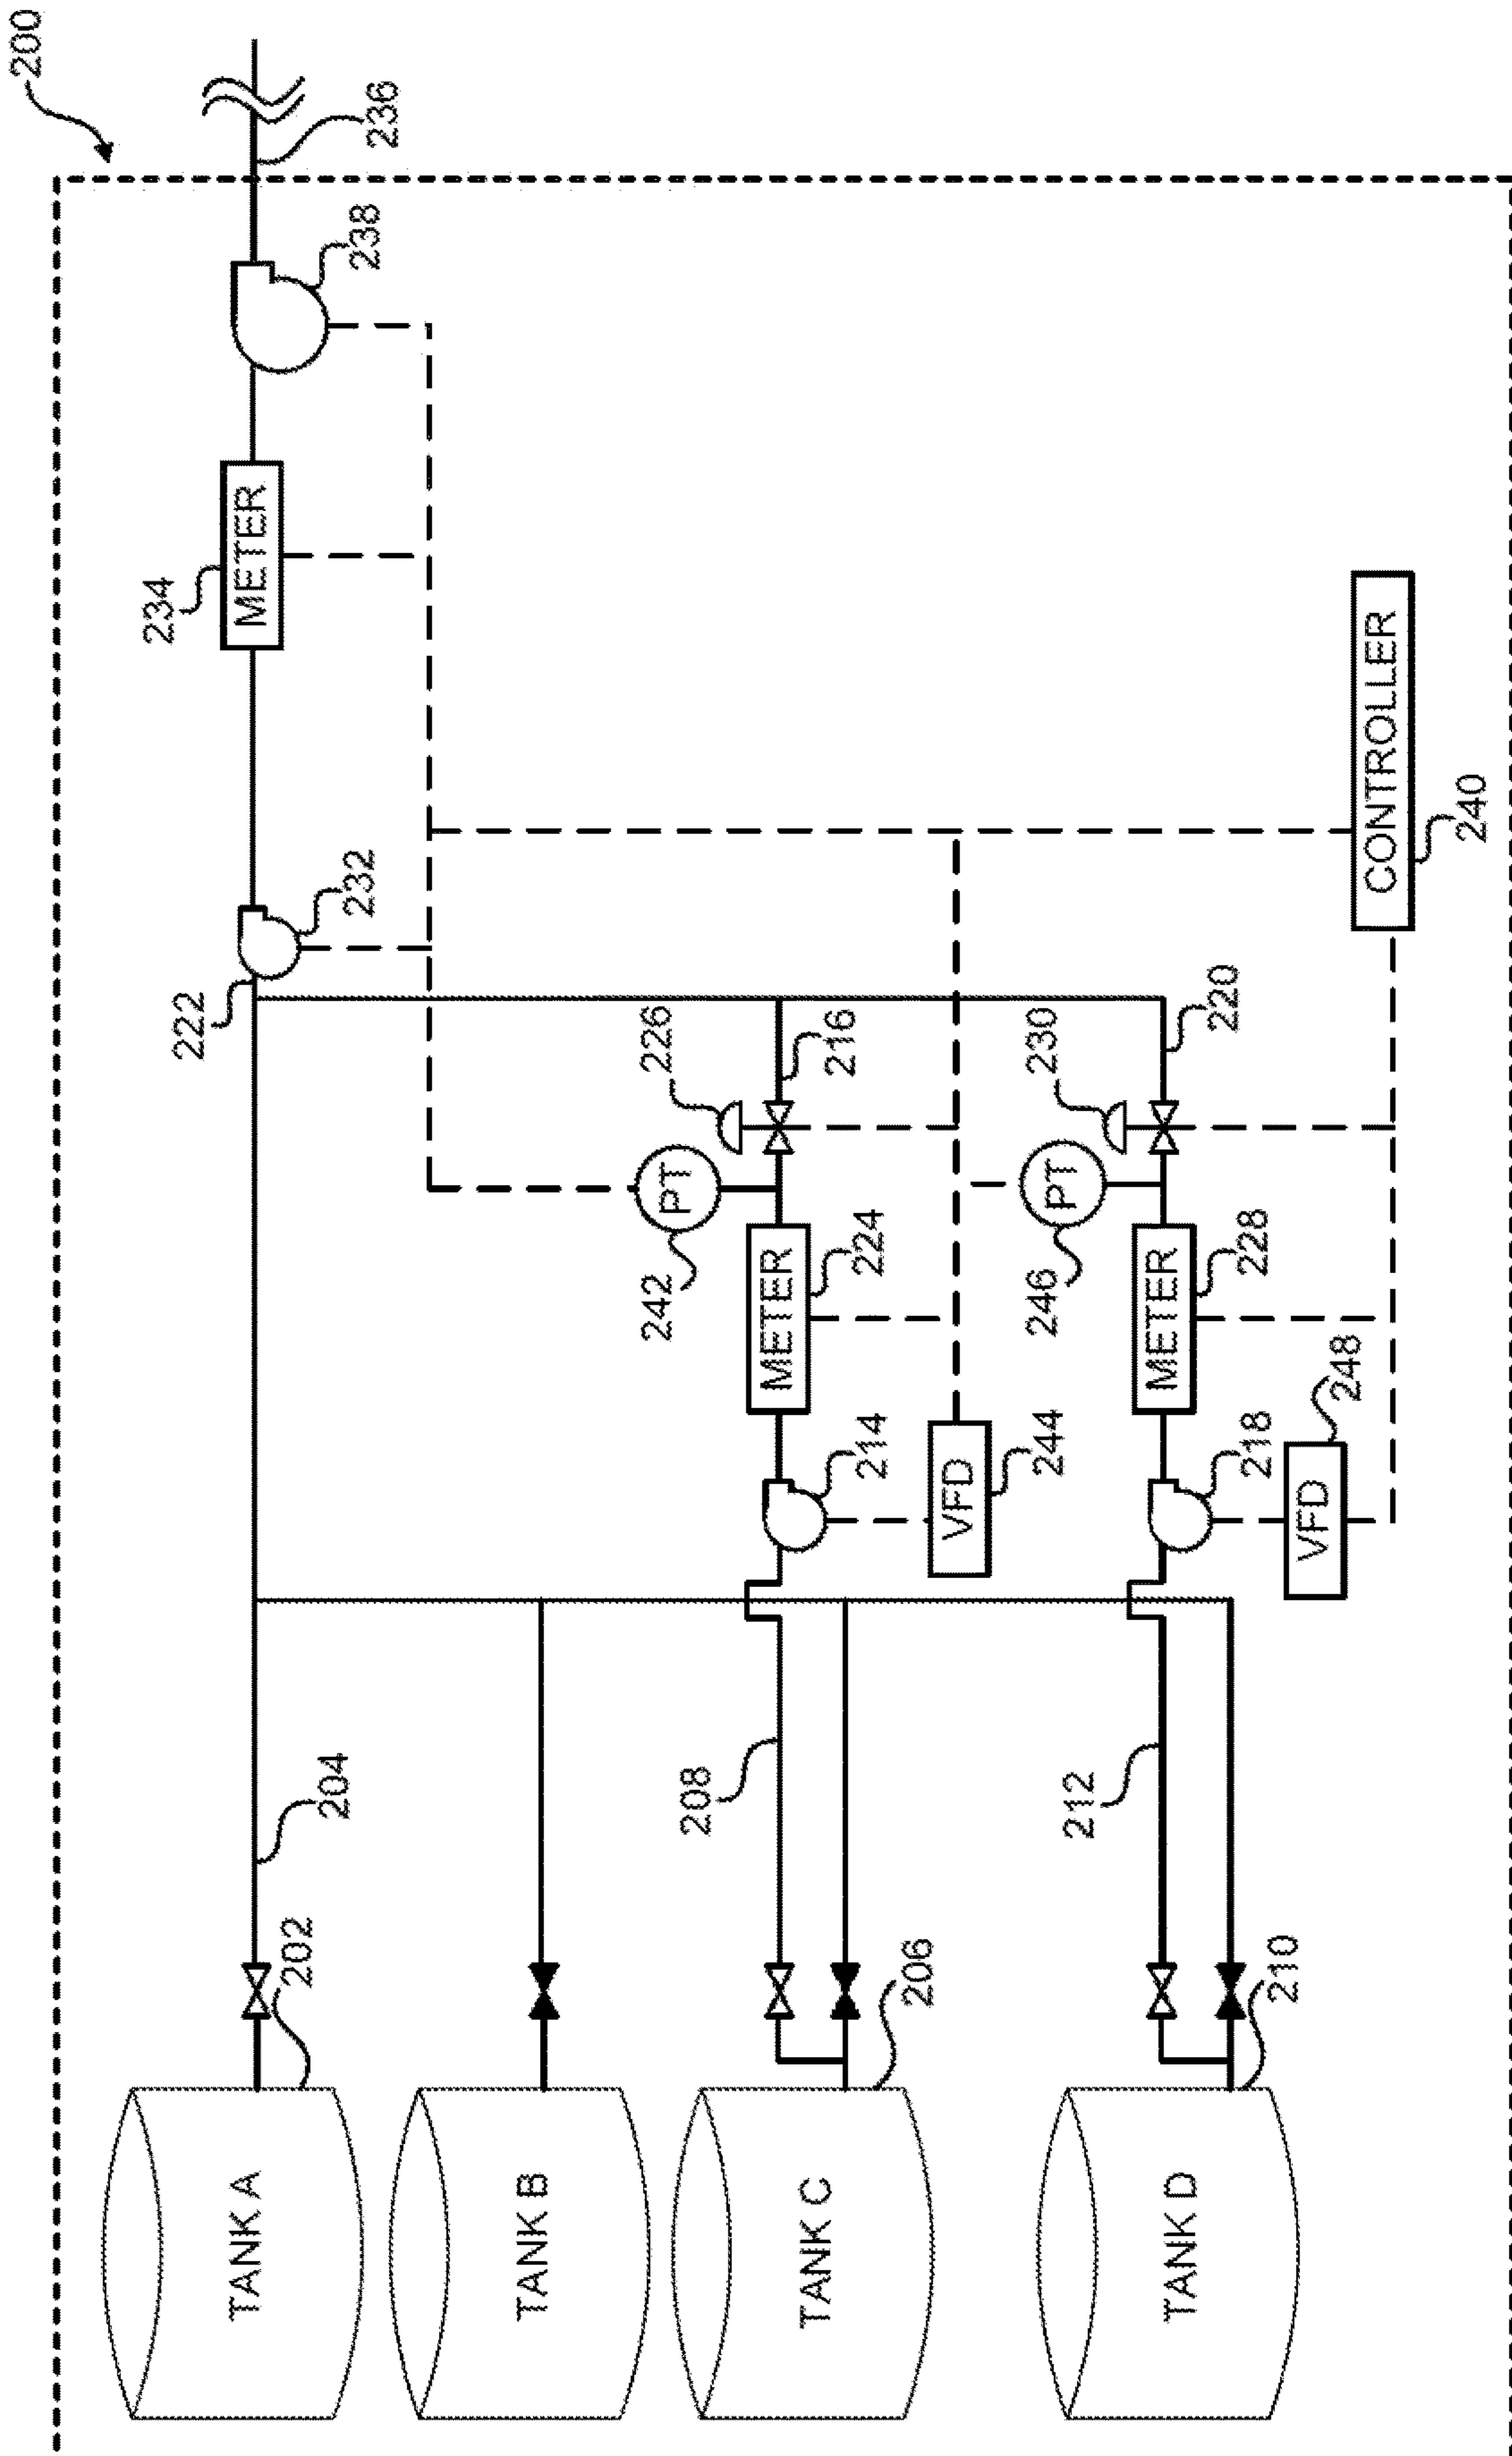 200
236
238
METER
234
232
222
226
216
PT
242
METER
224
214
VFD
244
230
220
PT
246
METER
228
218
VFD
248
CONTROLLER
240
204
202
208
206
212
210
TANK A
TANK B
TANK C
TANK D